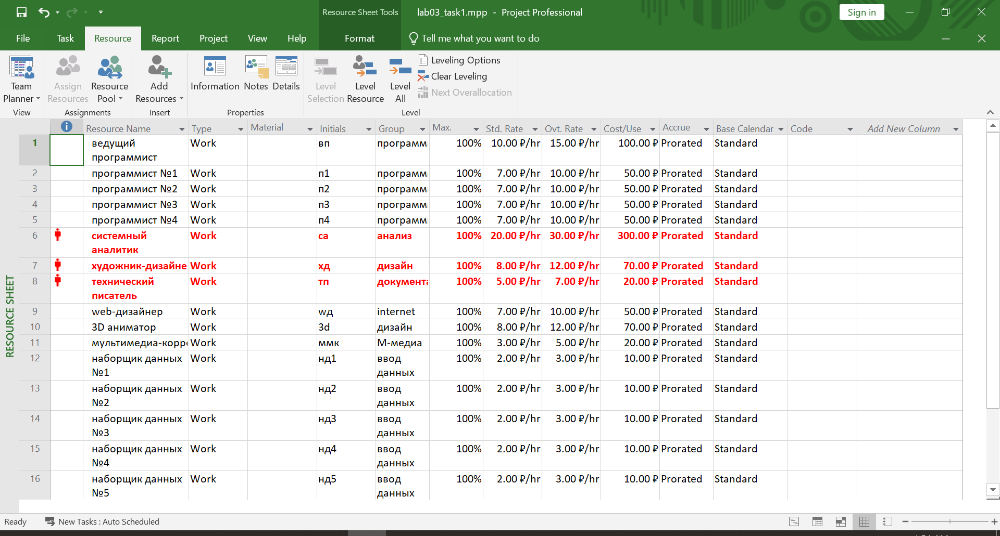 Resource Sheet Tools
lab03_task1.mpp - Project Professional
Sign in
File Task Resource Report Project View Help Format Tell me what you want to do
Team Planner
Assign Resources
Resource Pool
Add Resources
Information
Notes
Details
Level Selection
Level Resource
Level All
Leveling Options
Clear Leveling
Next Overallocation
View Assignments Insert Properties Level
Resource Name Type Material Initials Group Max. Std. Rate Ovt. Rate Cost/Use Accrue Base Calendar Code Add New Column
1 ведущий программист Work вп программ 100% 10.00 ₽/hr 15.00 ₽/hr 100.00 ₽ Prorated Standard
2 программист №1 Work п1 программ 100% 7.00 ₽/hr 10.00 ₽/hr 50.00 ₽ Prorated Standard
3 программист №2 Work п2 программ 100% 7.00 ₽/hr 10.00 ₽/hr 50.00 ₽ Prorated Standard
4 программист №3 Work п3 программ 100% 7.00 ₽/hr 10.00 ₽/hr 50.00 ₽ Prorated Standard
5 программист №4 Work п4 программ 100% 7.00 ₽/hr 10.00 ₽/hr 50.00 ₽ Prorated Standard
6 системный аналитик Work са анализ 100% 20.00 ₽/hr 30.00 ₽/hr 300.00 ₽ Prorated Standard
7 художник-дизайне Work хд дизайн 100% 8.00 ₽/hr 12.00 ₽/hr 70.00 ₽ Prorated Standard
8 технический писатель Work тп документа 100% 5.00 ₽/hr 7.00 ₽/hr 20.00 ₽ Prorated Standard
9 web-дизайнер Work wд internet 100% 7.00 ₽/hr 10.00 ₽/hr 50.00 ₽ Prorated Standard
10 3D аниматор Work 3d дизайн 100% 8.00 ₽/hr 12.00 ₽/hr 70.00 ₽ Prorated Standard
11 мультимедиа-корр Work ммк М-медиа 100% 3.00 ₽/hr 5.00 ₽/hr 20.00 ₽ Prorated Standard
12 наборщик данных №1 Work нд1 ввод данных 100% 2.00 ₽/hr 3.00 ₽/hr 10.00 ₽ Prorated Standard
13 наборщик данных №2 Work нд2 ввод данных 100% 2.00 ₽/hr 3.00 ₽/hr 10.00 ₽ Prorated Standard
14 наборщик данных №3 Work нд3 ввод данных 100% 2.00 ₽/hr 3.00 ₽/hr 10.00 ₽ Prorated Standard
15 наборщик данных №4 Work нд4 ввод данных 100% 2.00 ₽/hr 3.00 ₽/hr 10.00 ₽ Prorated Standard
16 наборщик данных №5 Work нд5 ввод данных 100% 2.00 ₽/hr 3.00 ₽/hr 10.00 ₽ Prorated Standard
RESOURCE SHEET
Ready New Tasks : Auto Scheduled